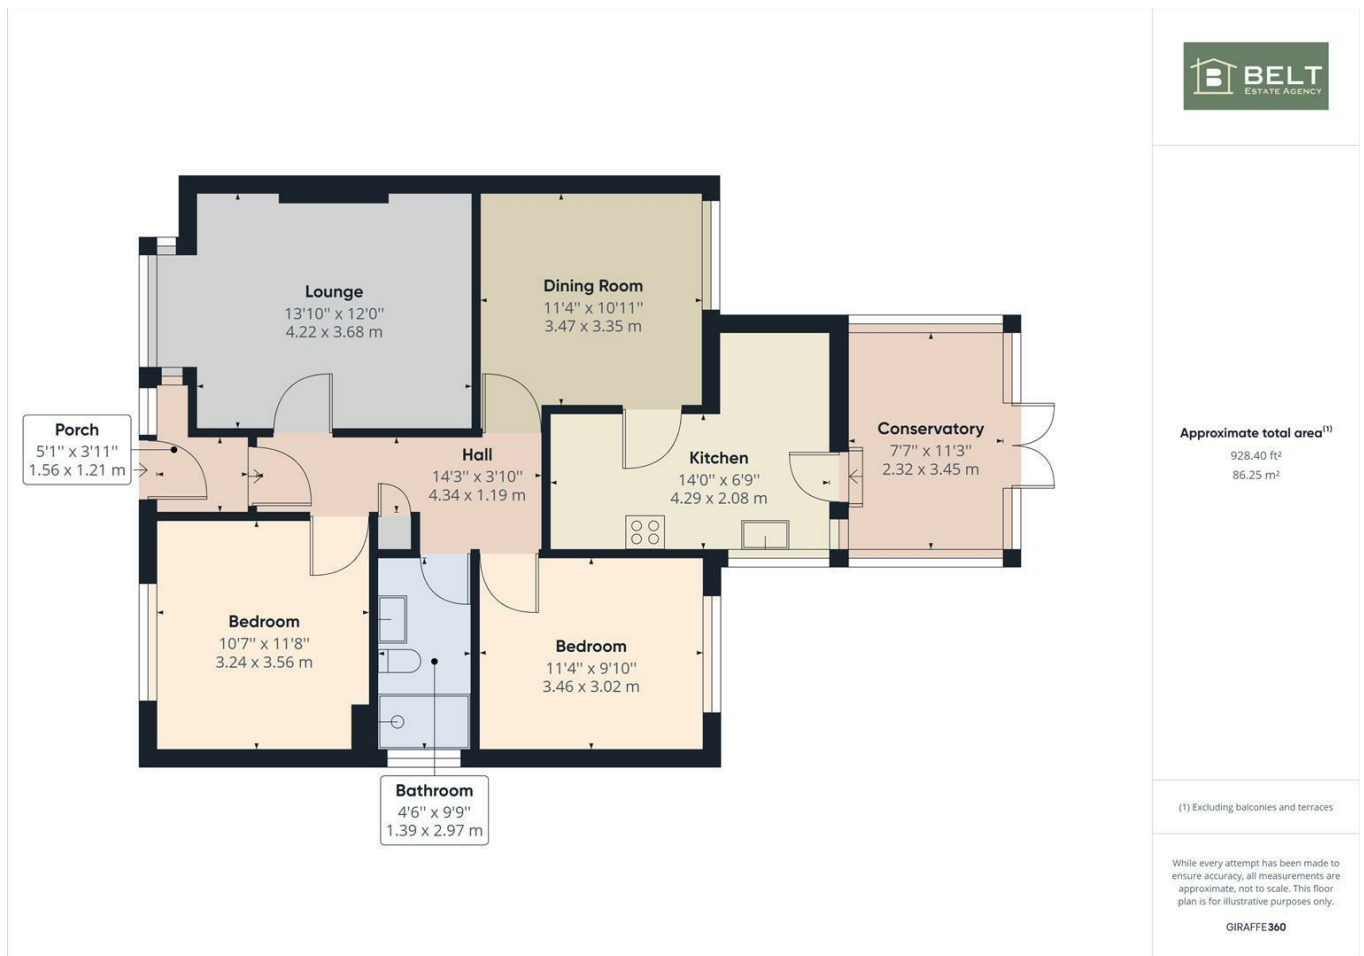 BELT
ESTATE AGENCY
Lounge
13'10" x 12'0"
4.22 x 3.68 m
Dining Room
11'4" x 10'11"
3.47 x 3.35 m
Porch
5'1" x 3'11"
1.56 x 1.21 m
Hall
14'3" x 3'10"
4.34 x 1.19 m
Kitchen
14'0" x 6'9"
4.29 x 2.08 m
Conservatory
7'7" x 11'3"
2.32 x 3.45 m
Bedroom
10'7" x 11'8"
3.24 x 3.56 m
Bedroom
11'4" x 9'10"
3.46 x 3.02 m
Bathroom
4'6" x 9'9"
1.39 x 2.97 m
Approximate total area(1)
928.40 ft²
86.25 m²
(1) Excluding balconies and terraces
While every attempt has been made to
ensure accuracy, all measurements are
approximate, not to scale. This floor
plan is for illustrative purposes only.
GIRAFFE360